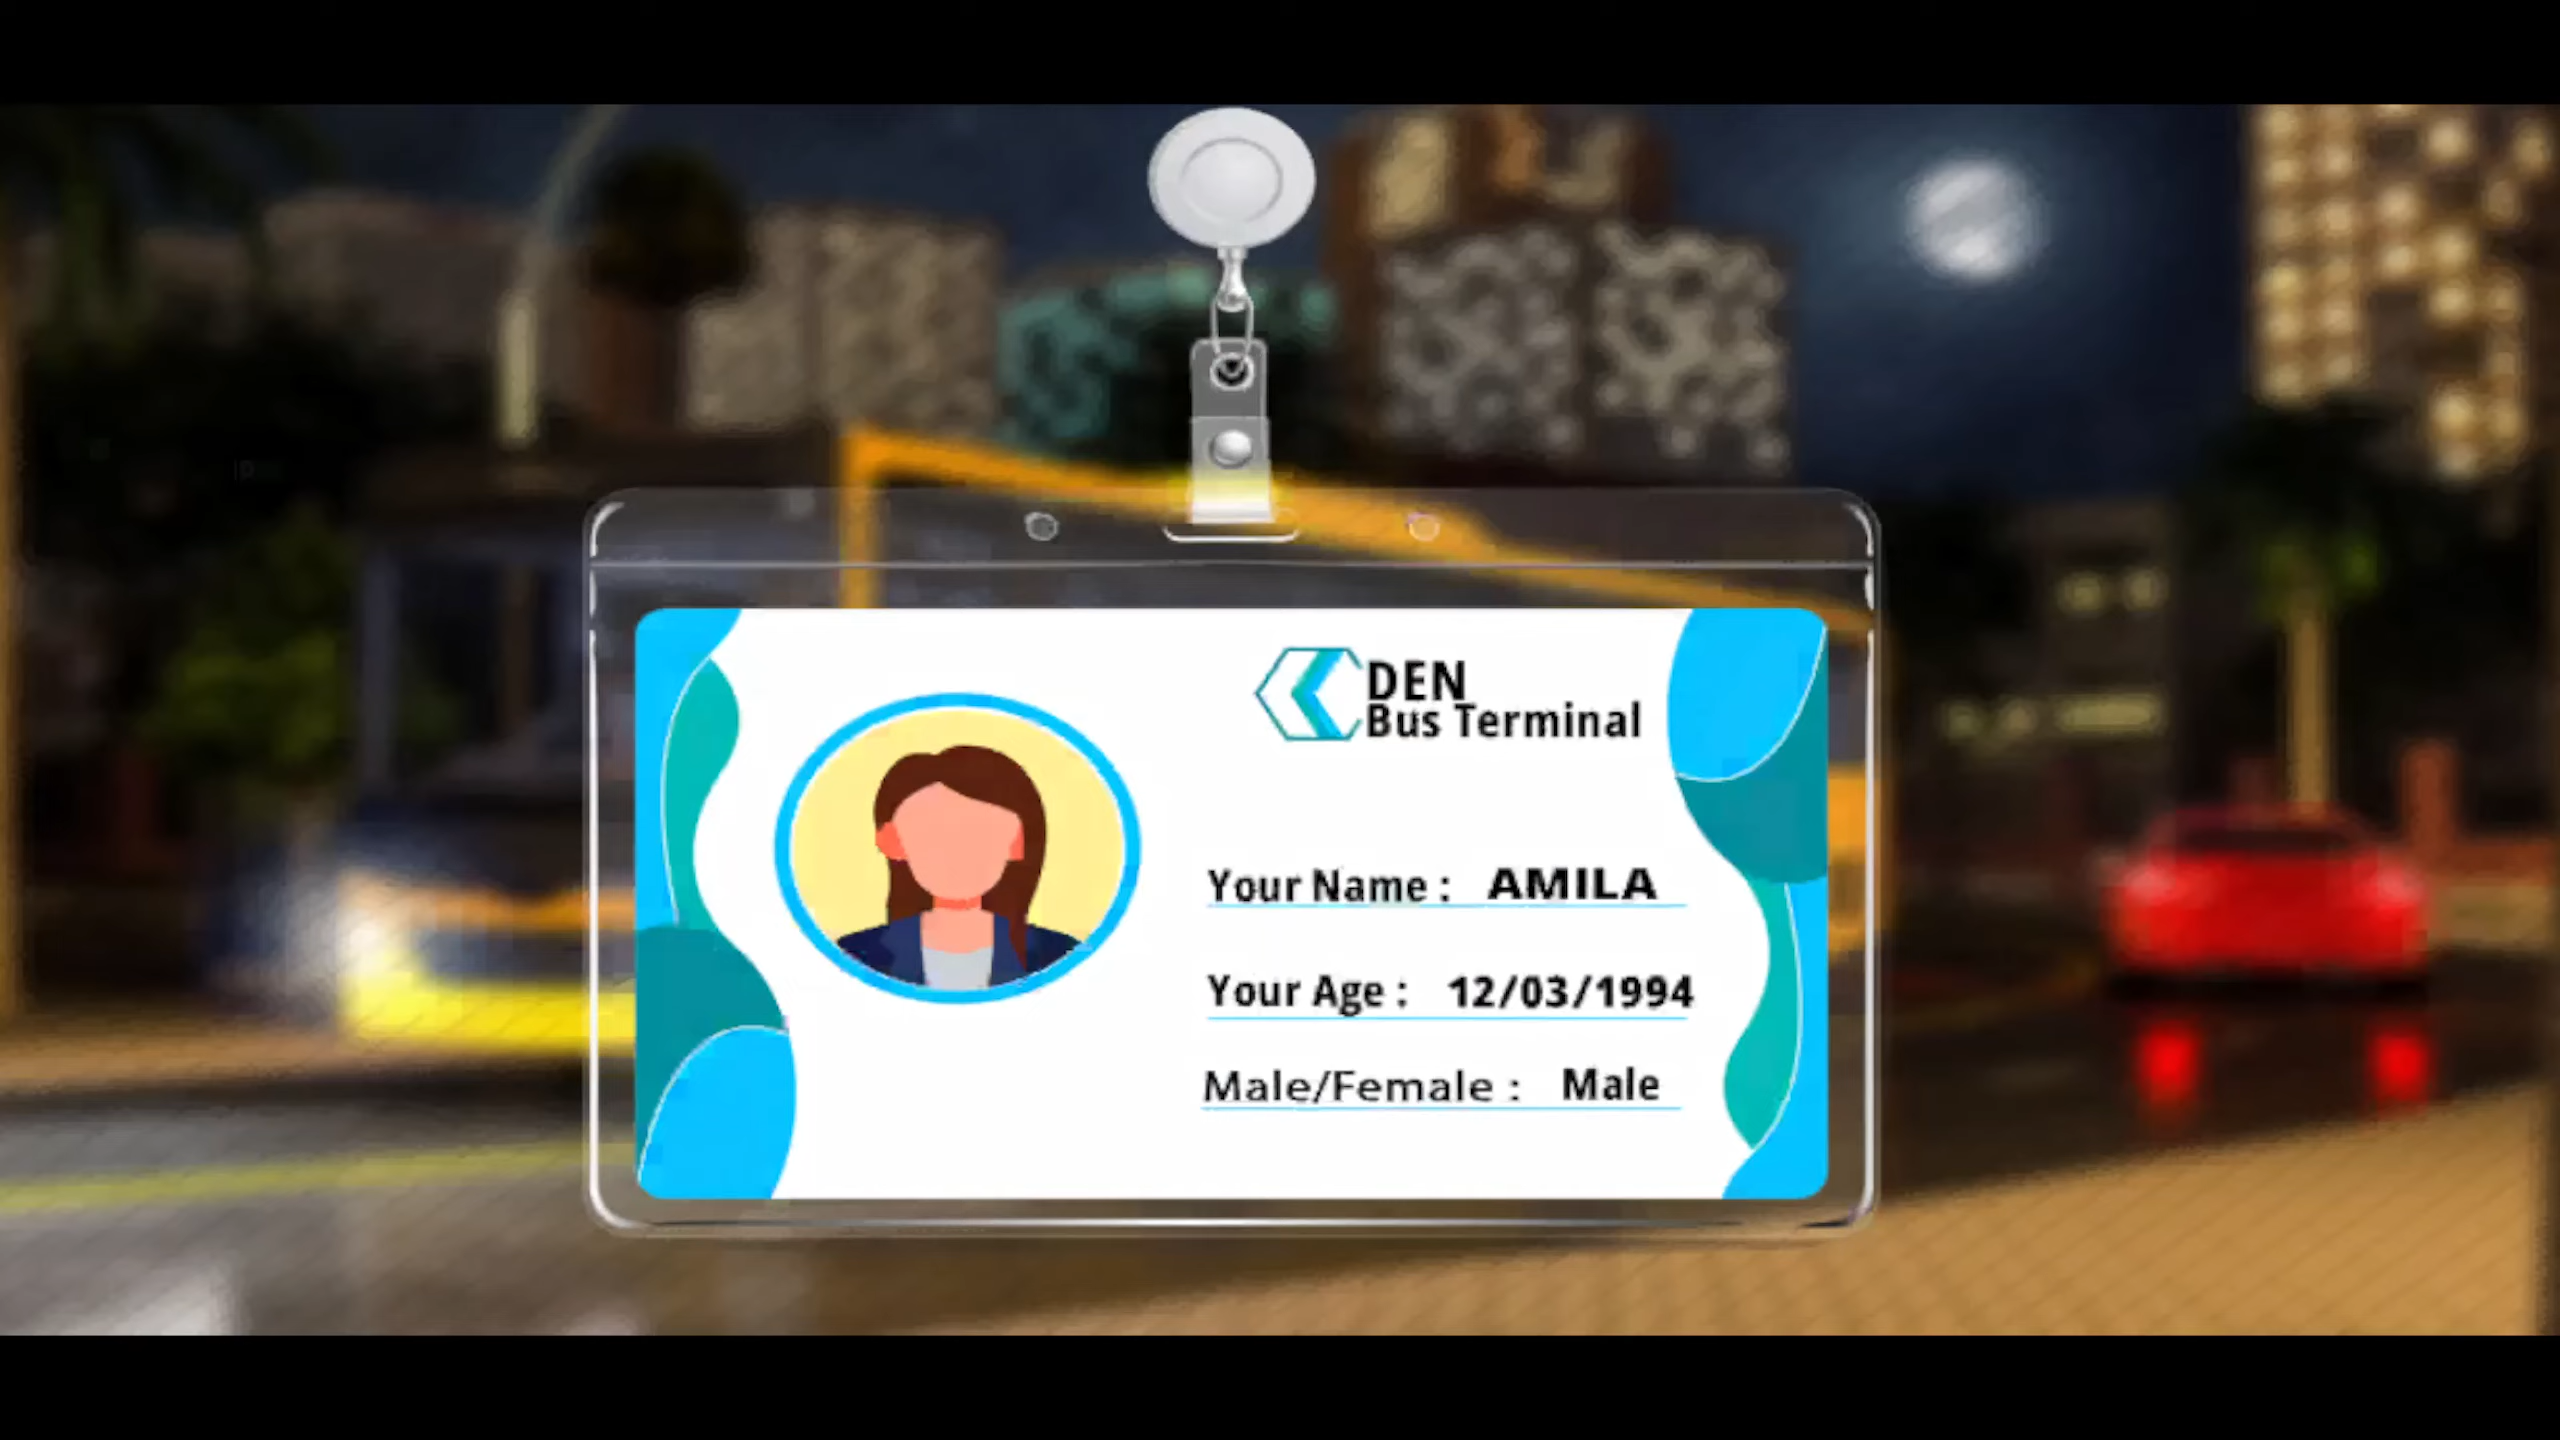 DEN
Bus Terminal
Your Name : AMILA
Your Age : 12/03/1994
Male/Female : Male